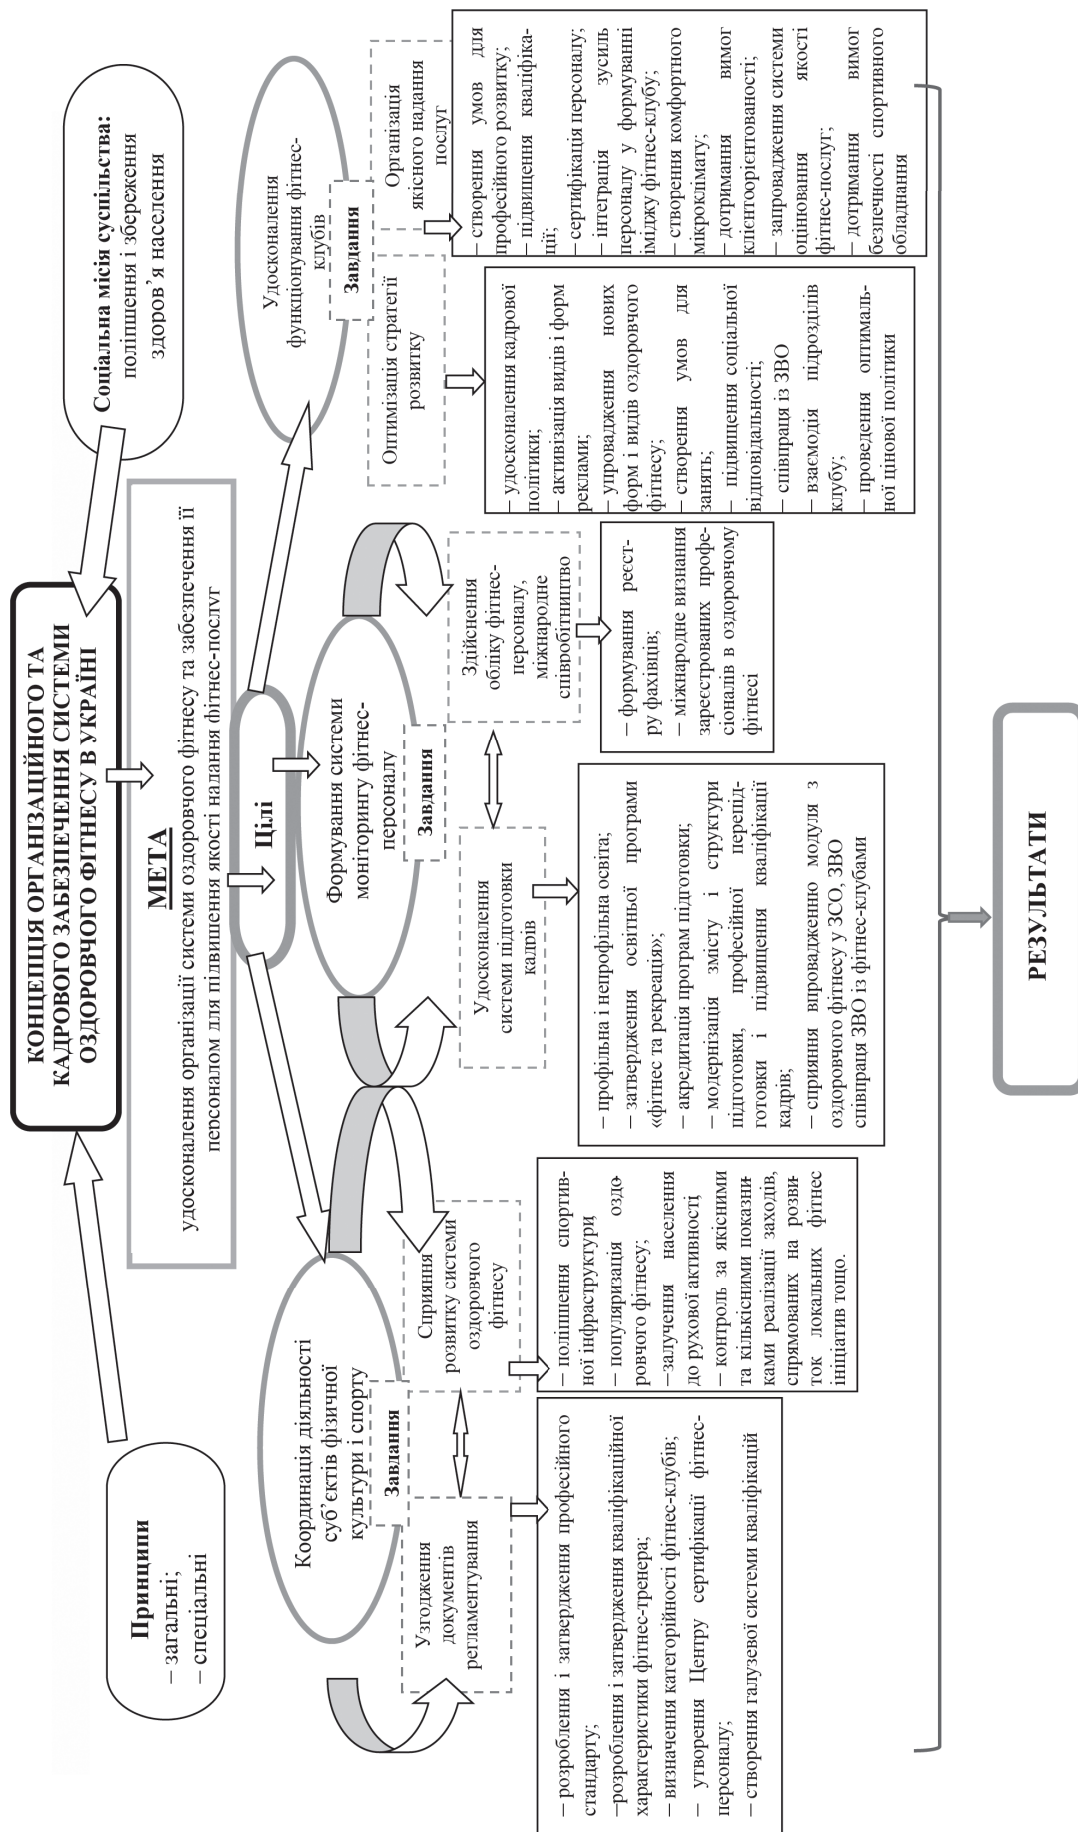 КОНЦЕПЦІЯ ОРГАНІЗАЦІЙНОГО ТА
КАДРОВОГО ЗАБЕЗПЕЧЕННЯ СИСТЕМИ
ОЗДОРОВЧОГО ФІТНЕСУ В УКРАЇНІ
Принципи
– загальні;
– спеціальні
Соціальна місія суспільства:
поліпшення і збереження
здоров’я населення
МЕТА
удосконалення організації системи оздоровчого фітнесу та забезпечення її
персоналом для підвищення якості надання фітнес-послуг
Цілі
Координація діяльності
суб’єктів фізичної
культури і спорту
Завдання
Узгодження
документів
регламентування
Сприяння
розвитку системи
оздоровчого
фітнесу
– розроблення і затвердження професійного
стандарту;
–розроблення і затвердження кваліфікаційної
характеристики фітнес-тренера;
– визначення категорійності фітнес-клубів;
– утворення Центру сертифікації фітнес-
персоналу;
– створення галузевої системи кваліфікацій
– поліпшення спортив-
ної інфраструктури,
– популяризація оздо-
ровчого фітнесу;
–залучення населення
до рухової активності,
– контроль за якісними
та кількісними показни-
ками реалізації заходів,
спрямованих на розви-
ток локальних фітнес
ініціатив тощо.
Формування системи
моніторингу фітнес-
персоналу
Завдання
Удосконалення
системи підготовки
кадрів
Здійснення
обліку фітнес-
персоналу,
міжнародне
співробітництво
– профільна і непрофільна освіта;
– затвердження освітньої програми
«фітнес та рекреація»;
– акредитація програм підготовки;
– модернізація змісту і структури
підготовки, професійної перепід-
готовки і підвищення кваліфікації
кадрів;
– сприяння впровадженню модуля з
оздоровчого фітнесу у ЗСО, ЗВО
співпраця ЗВО із фітнес-клубами
– формування реєст-
ру фахівців;
– міжнародне визнання
зареєстрованих профе-
сіоналів в оздоровчому
фітнесі
Удосконалення
функціонування фітнес-
клубів
Завдання
Оптимізація стратегії
розвитку
Організація
якісного надання
послуг
– удосконалення кадрової
політики;
– активізація видів і форм
реклами;
– упровадження нових
форм і видів оздоровчого
фітнесу;
– створення умов для
занять;
– підвищення соціальної
відповідальності;
– співпраця із ЗВО
– взаємодія підрозділів
клубу;
– проведення оптималь-
ної цінової політики
– створення умов для
професійного розвитку;
– підвищення кваліфіка-
ції;
– сертифікація персоналу;
– інтеграція зусиль
персоналу у формуванні
іміджу фітнес-клубу;
– створення комфортного
мікроклімату;
– дотримання вимог
клієнтоорієнтованості;
– запровадження системи
оцінювання якості
фітнес-послуг;
– дотримання вимог
безпечності спортивного
обладнання
РЕЗУЛЬТАТИ